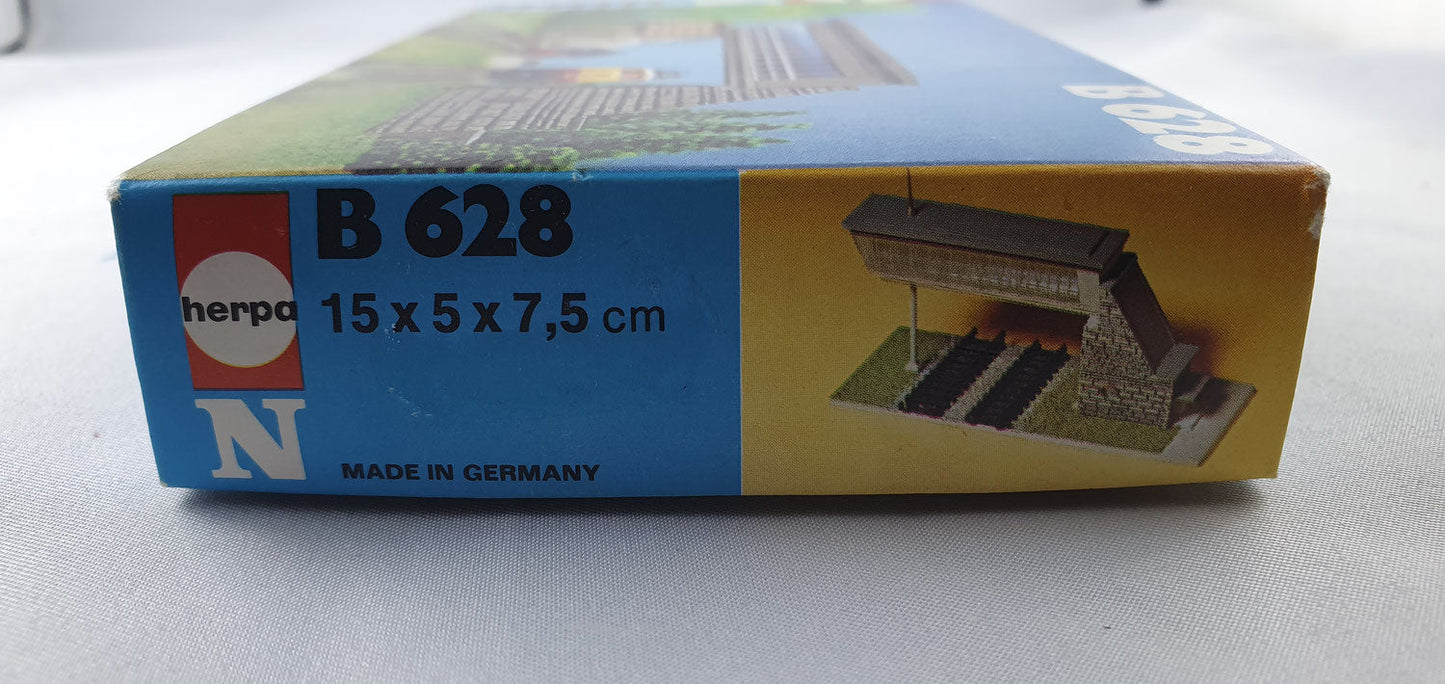 B 628
B 628
herpa
15 x 5 x 7,5 cm
N
MADE IN GERMANY